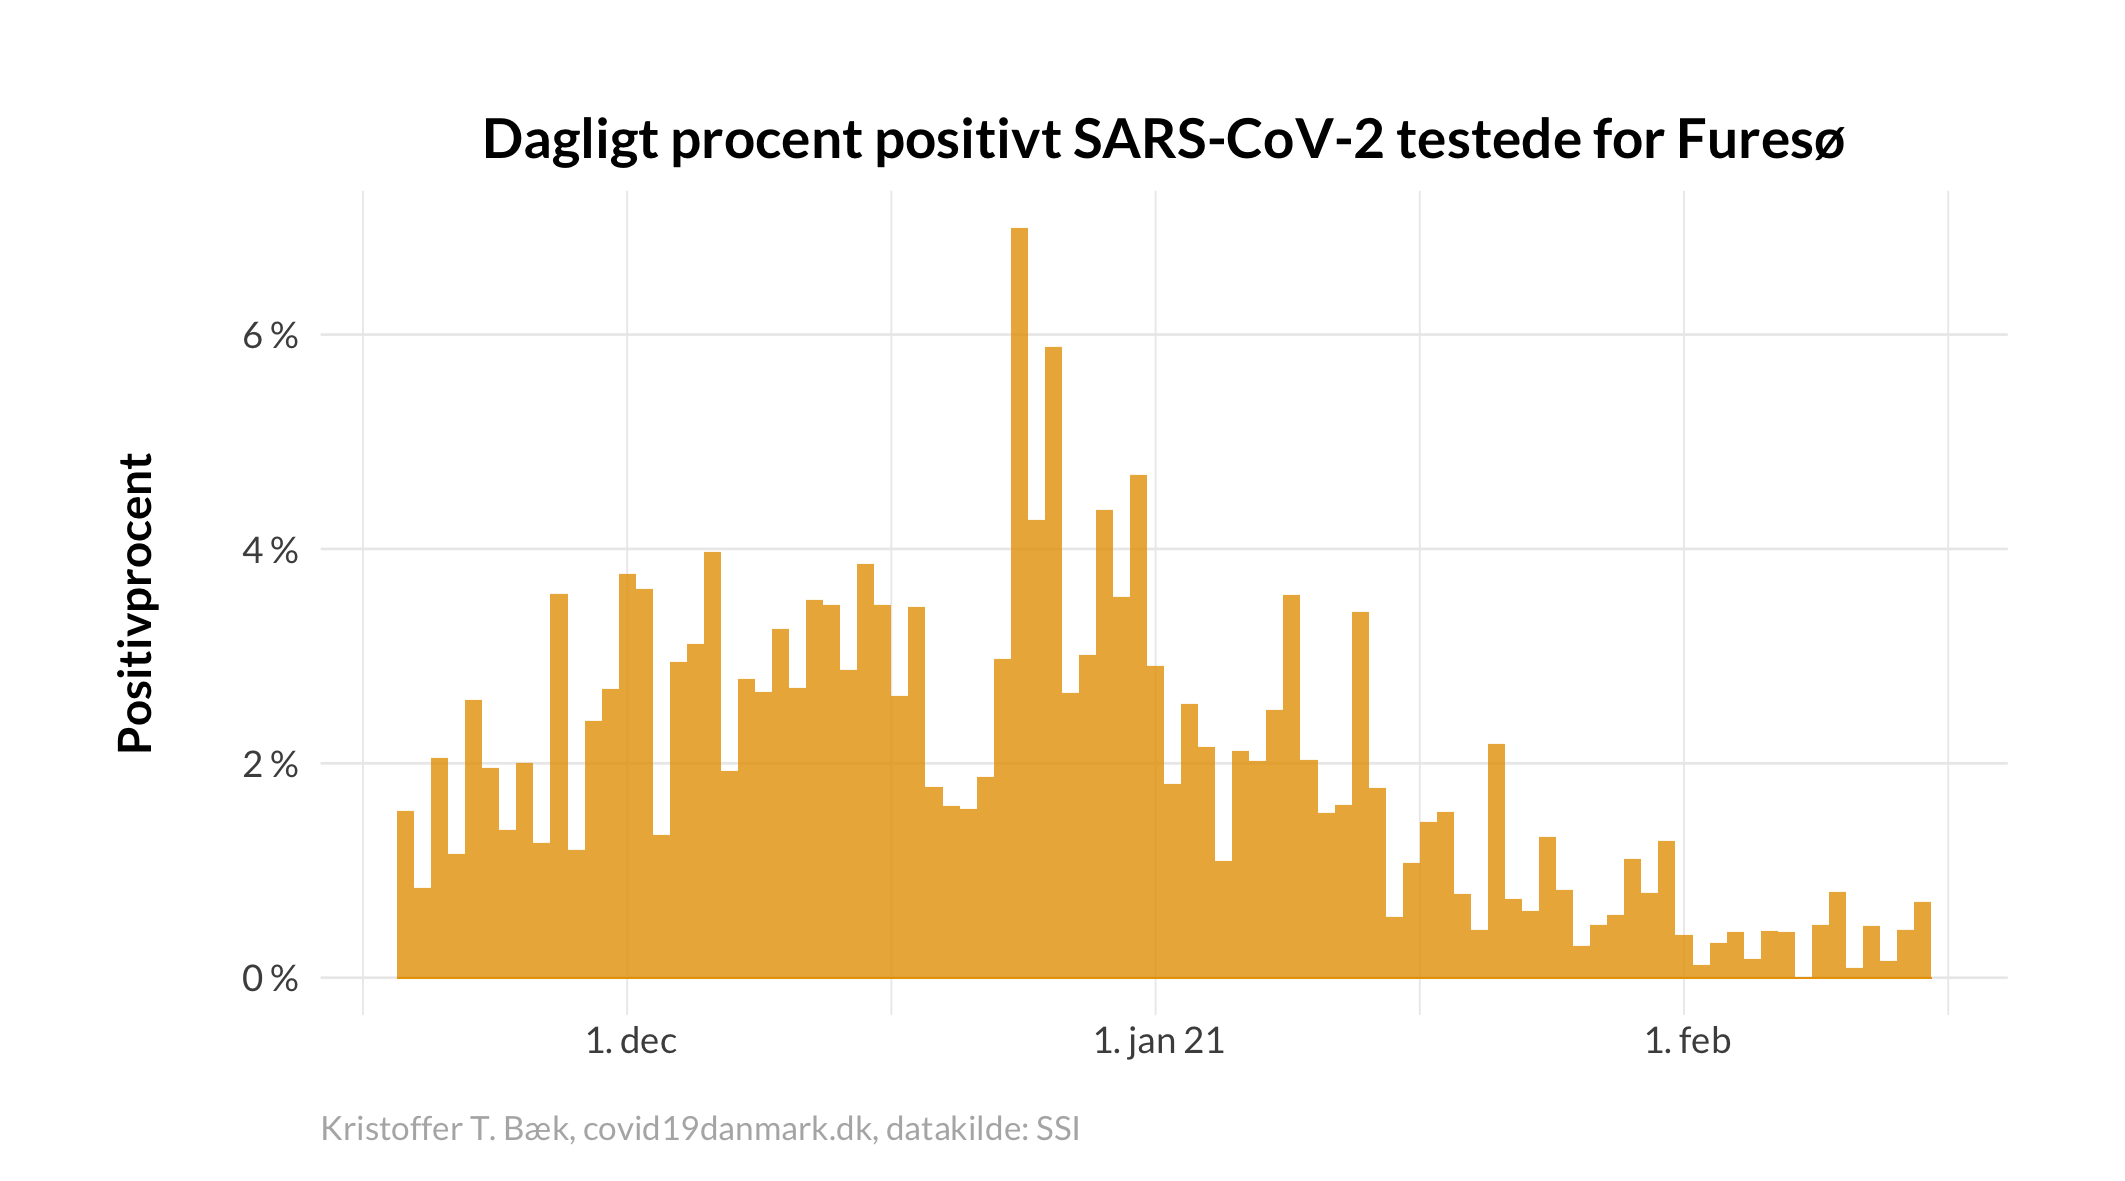 Dagligt procent positivt SARS-CoV-2 testede for Furesø
Positivprocent
6 %
4 %
2 %
0 %
1. dec
1. jan 21
1. feb
Kristoffer T. Bæk, covid19danmark.dk, datakilde: SSI